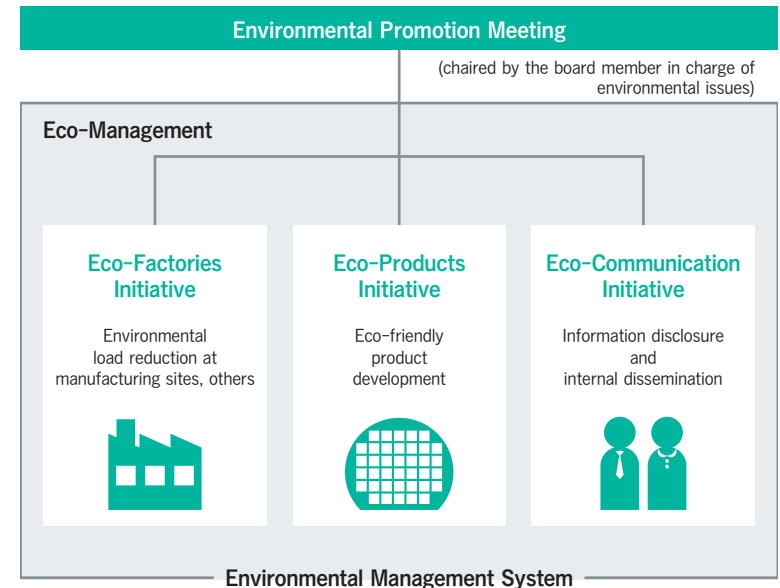 Environmental Promotion Meeting
(chaired by the board member in charge of
environmental issues)
Eco-Management
Eco-Factories
Initiative
Environmental
load reduction at
manufacturing sites, others
Eco-Products
Initiative
Eco-friendly
product
development
Eco-Communication
Initiative
Information disclosure
and
internal dissemination
Environmental Management System